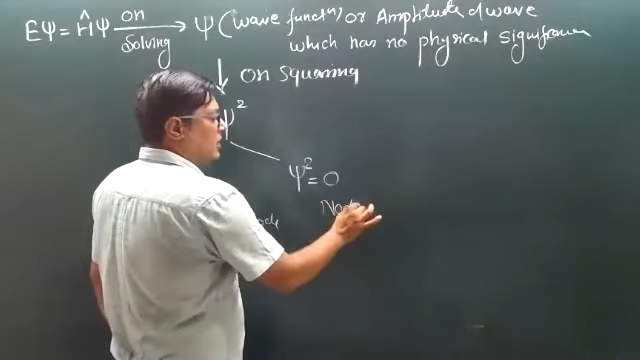 Eψ = Ĥψ on Solving → ψ (wave functn) or Amplitude of wave
which has no physical significance
↓ on Squaring
ψ²
ψ² = 0